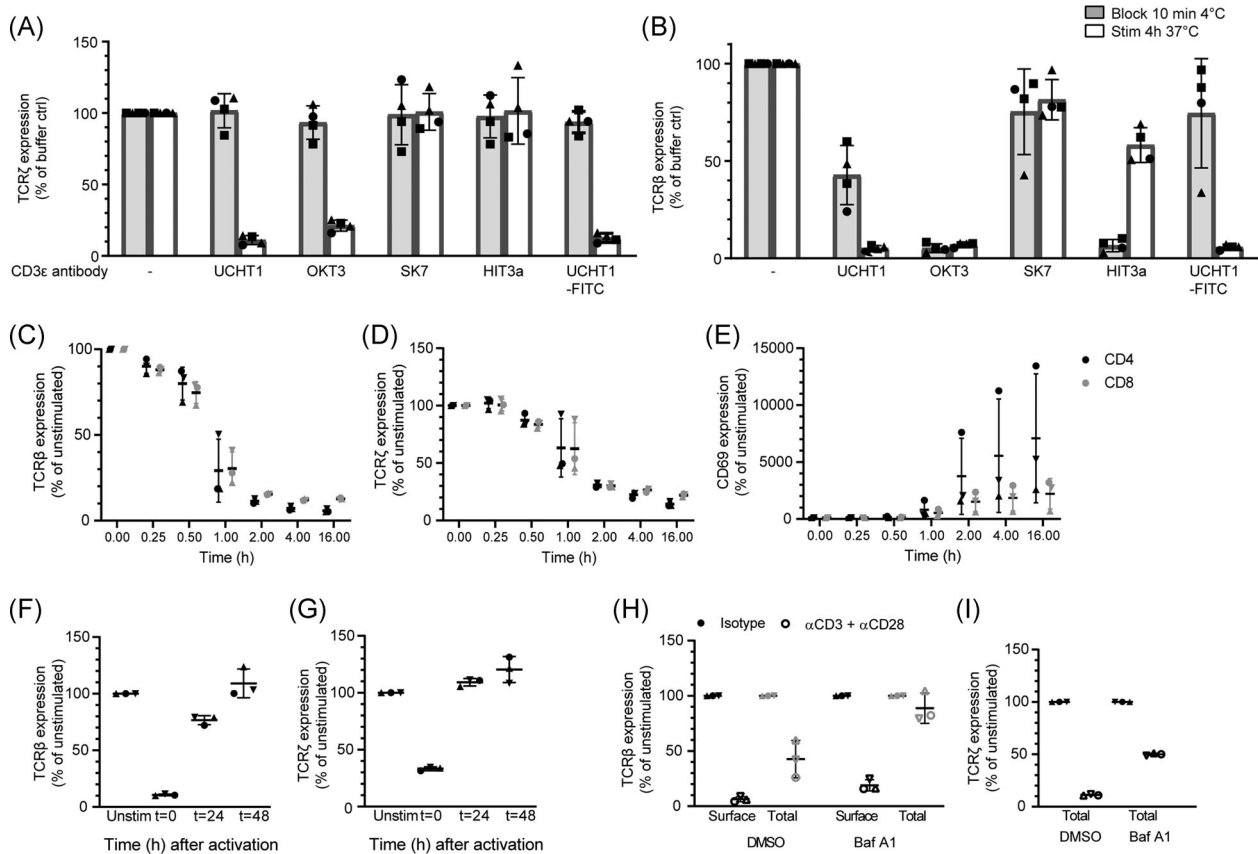 (A)
TCRζ expression
(% of buffer ctrl)
150
100
50
0
CD3ε antibody
- UCHT1 OKT3 SK7 HIT3a UCHT1
-FITC
(B)
Block 10 min 4°C
Stim 4h 37°C
TCRβ expression
(% of buffer ctrl)
100
50
0
- UCHT1 OKT3 SK7 HIT3a UCHT1
-FITC
(C)
TCRβ expression
(% of unstimulated)
100
50
0
0.00 0.25 0.50 1.00 2.00 4.00 16.00
Time (h)
(D)
TCRζ expression
(% of unstimulated)
150
100
50
0
0.00 0.25 0.50 1.00 2.00 4.00 16.00
Time (h)
(E)
CD69 expression
(% of unstimulated)
15000
10000
5000
0
0.00 0.25 0.50 1.00 2.00 4.00 16.00
Time (h)
CD4
CD8
(F)
TCRβ expression
(% of unstimulated)
150
100
50
0
Unstim t=0 t=24 t=48
Time (h) after activation
(G)
TCRζ expression
(% of unstimulated)
150
100
50
0
Unstim t=0 t=24 t=48
Time (h) after activation
(H)
Isotype αCD3 + αCD28
TCRβ expression
(% of unstimulated)
150
100
50
0
Surface Total Surface Total
DMSO Baf A1
(I)
TCRζ expression
(% of unstimulated)
150
100
50
0
Total Total
DMSO Baf A1